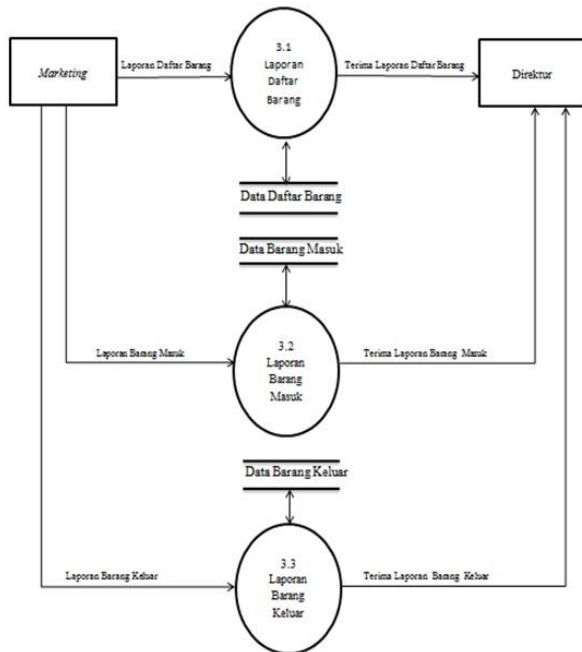 Marketing
Laporan Daftar Barang
3.1
Laporan
Daftar
Barang
Terima Laporan Daftar Barang
Direktur
Data Daftar Barang
Data Barang Masuk
Laporan Barang Masuk
3.2
Laporan
Barang
Masuk
Terima Laporan Barang Masuk
Data Barang Keluar
Laporan Barang Keluar
3.3
Laporan
Barang
Keluar
Terima Laporan Barang Keluar